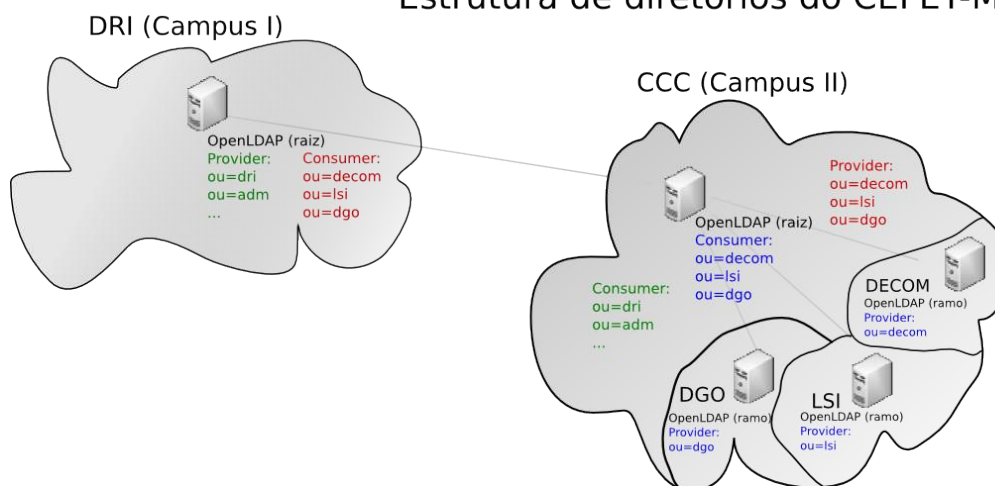 Estrutura de diretórios do CEFET-M
DRI (Campus I)
OpenLDAP (raiz)
Provider:
ou=dri
ou=adm
...
Consumer:
ou=decom
ou=lsi
ou=dgo
CCC (Campus II)
Provider:
ou=decom
ou=lsi
ou=dgo
OpenLDAP (raiz)
Consumer:
ou=decom
ou=lsi
ou=dgo
Consumer:
ou=dri
ou=adm
...
DECOM
OpenLDAP (ramo)
Provider:
ou=decom
DGO
OpenLDAP (ramo)
Provider:
ou=dgo
LSI
OpenLDAP (ramo)
Provider:
ou=lsi